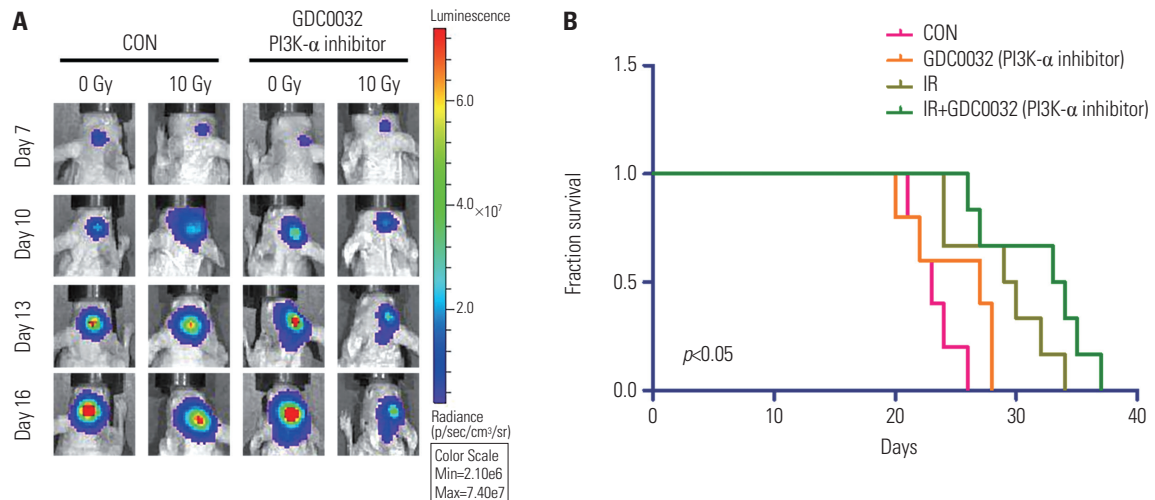 A
CON
GDC0032
PI3K-α inhibitor
0 Gy
10 Gy
0 Gy
10 Gy
Day 7
Day 10
Day 13
Day 16
Luminescence
6.0
4.0
×10⁷
2.0
Radiance
(p/sec/cm³/sr)
Color Scale
Min=2.10e6
Max=7.40e7
B
CON
GDC0032 (PI3K-α inhibitor)
IR
IR+GDC0032 (PI3K-α inhibitor)
Fraction survival
1.5
1.0
0.5
0.0
p<0.05
0
10
20
30
40
Days